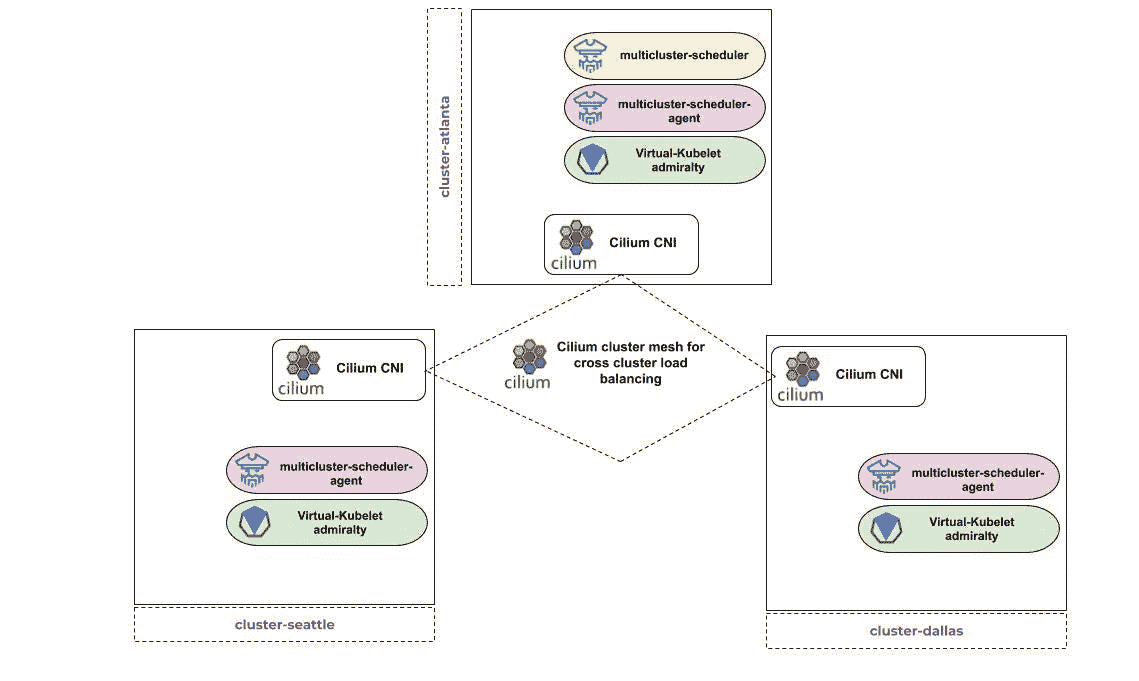 cluster-atlanta
multicluster-scheduler
multicluster-scheduler-
agent
Virtual-Kubelet
admiralty
Cilium CNI
cilium
Cilium cluster mesh for
cross cluster load
balancing
cilium
Cilium CNI
cilium
multicluster-scheduler-
agent
Virtual-Kubelet
admiralty
cluster-seattle
Cilium CNI
cilium
multicluster-scheduler-
agent
Virtual-Kubelet
admiralty
cluster-dallas